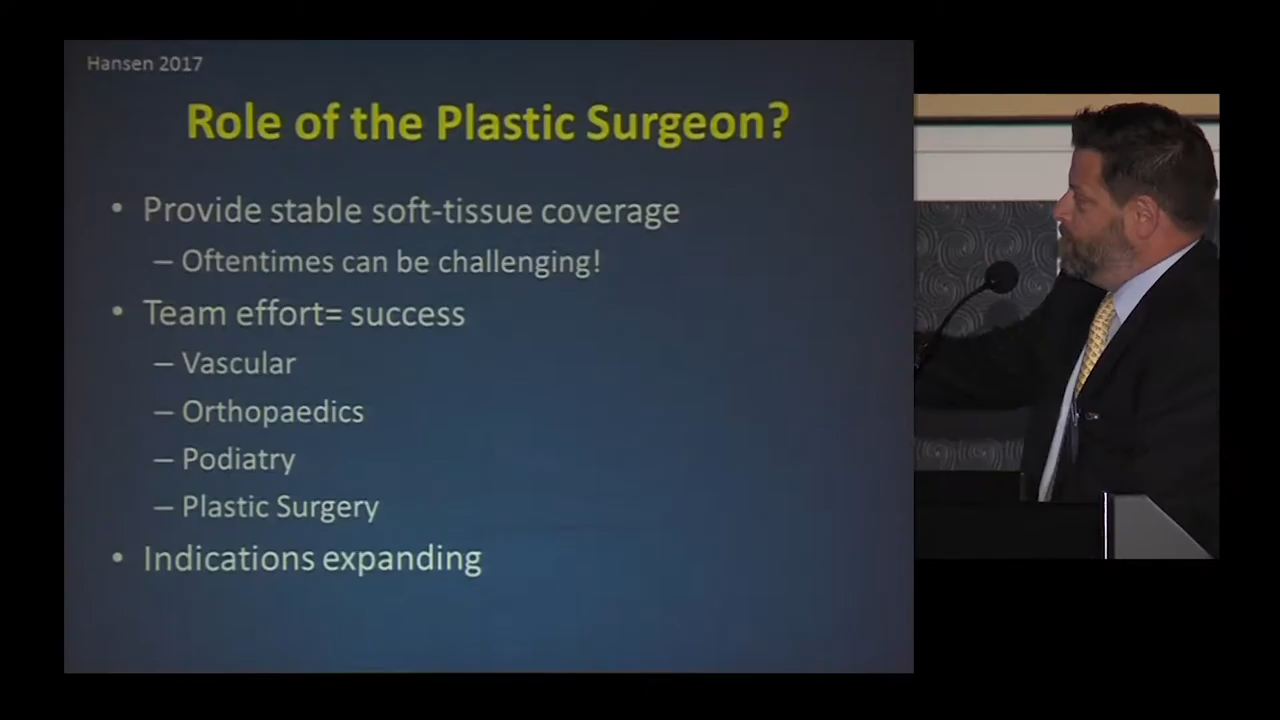 Hansen 2017
Role of the Plastic Surgeon?
• Provide stable soft-tissue coverage
– Oftentimes can be challenging!
• Team effort= success
– Vascular
– Orthopaedics
– Podiatry
– Plastic Surgery
• Indications expanding